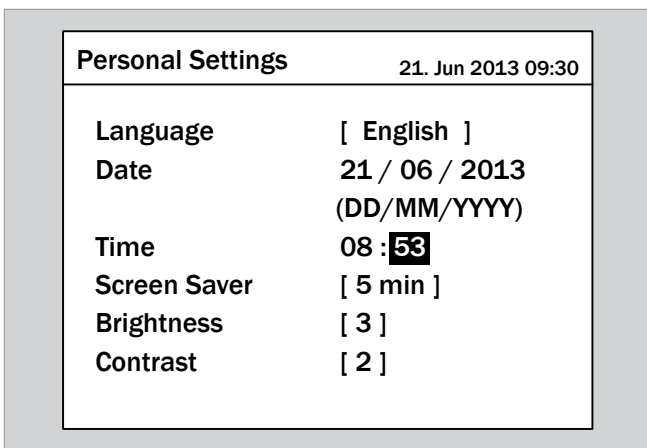 Personal Settings 21. Jun 2013 09:30
Language [ English ]
Date 21 / 06 / 2013
(DD/MM/YYYY)
Time 08 : 53
Screen Saver [ 5 min ]
Brightness [ 3 ]
Contrast [ 2 ]